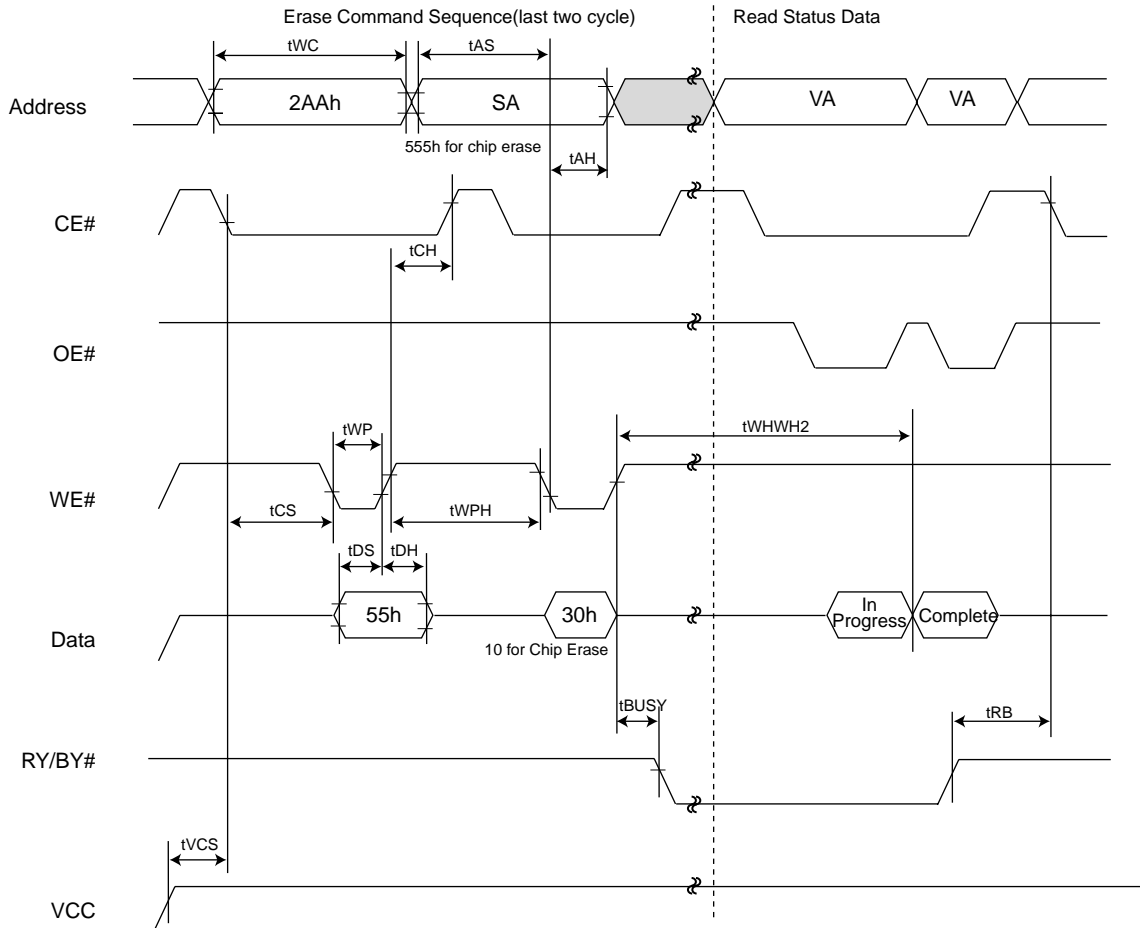 Erase Command Sequence(last two cycle)
Read Status Data
tWC
tAS
Address
2AAh
SA
VA
VA
555h for chip erase
tAH
CE#
tCH
OE#
tWP
tWHWH2
WE#
tCS
tWPH
tDS
tDH
Data
55h
30h
In
Progress
Complete
10 for Chip Erase
tBUSY
tRB
RY/BY#
tVCS
VCC